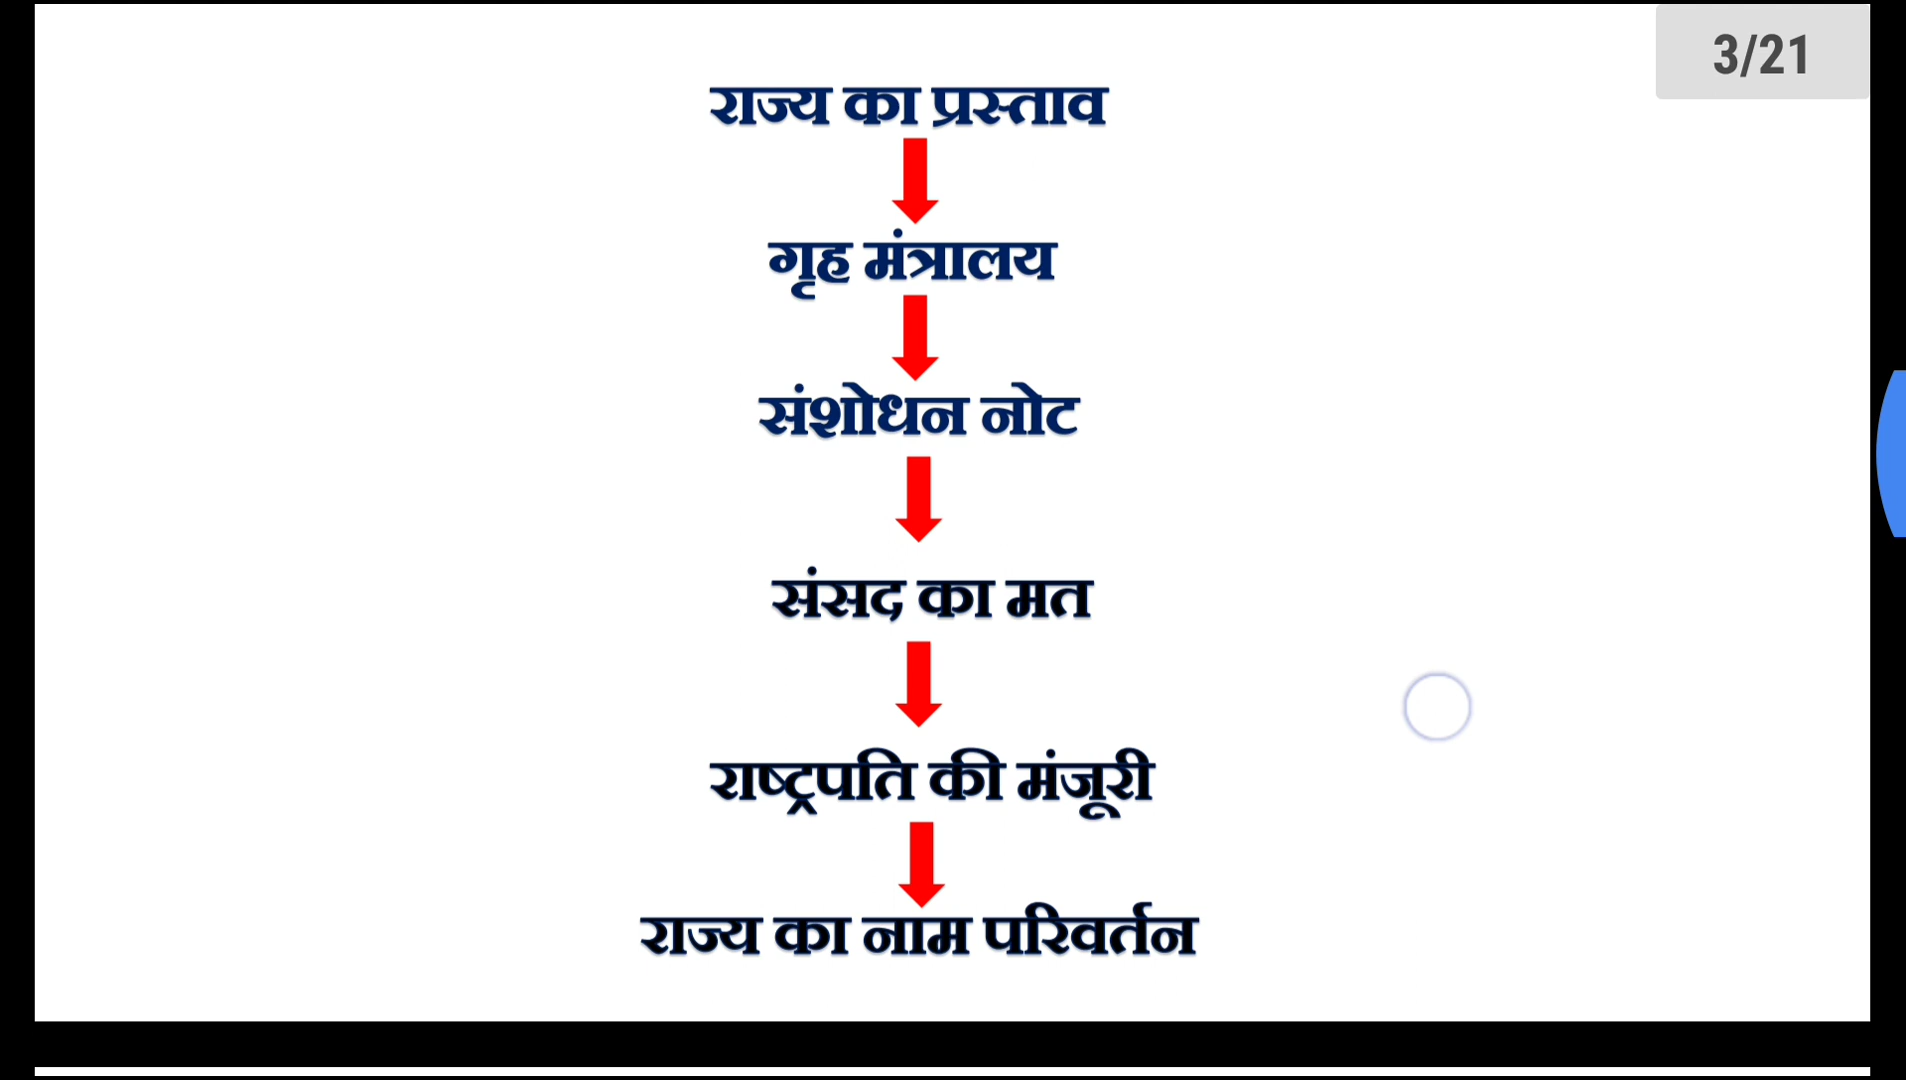 3/21
राज्य का प्रस्ताव
गृह मंत्रालय
संशोधन नोट
संसद का मत
राष्ट्रपति की मंजूरी
राज्य का नाम परिवर्तन